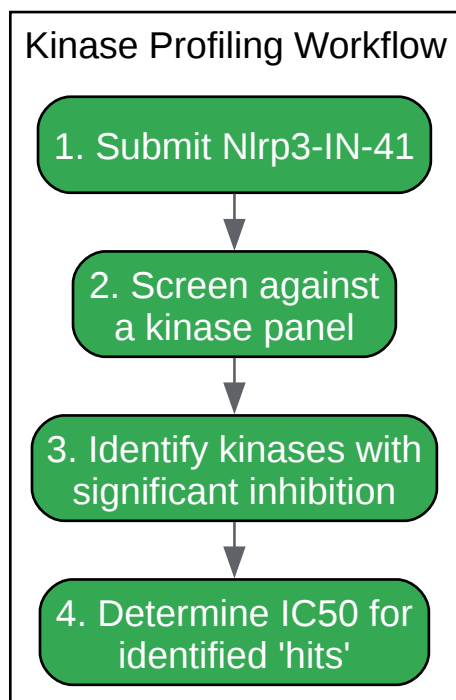 Kinase Profiling Workflow
1. Submit Nlrp3-IN-41
2. Screen against
a kinase panel
3. Identify kinases with
significant inhibition
4. Determine IC50 for
identified 'hits'